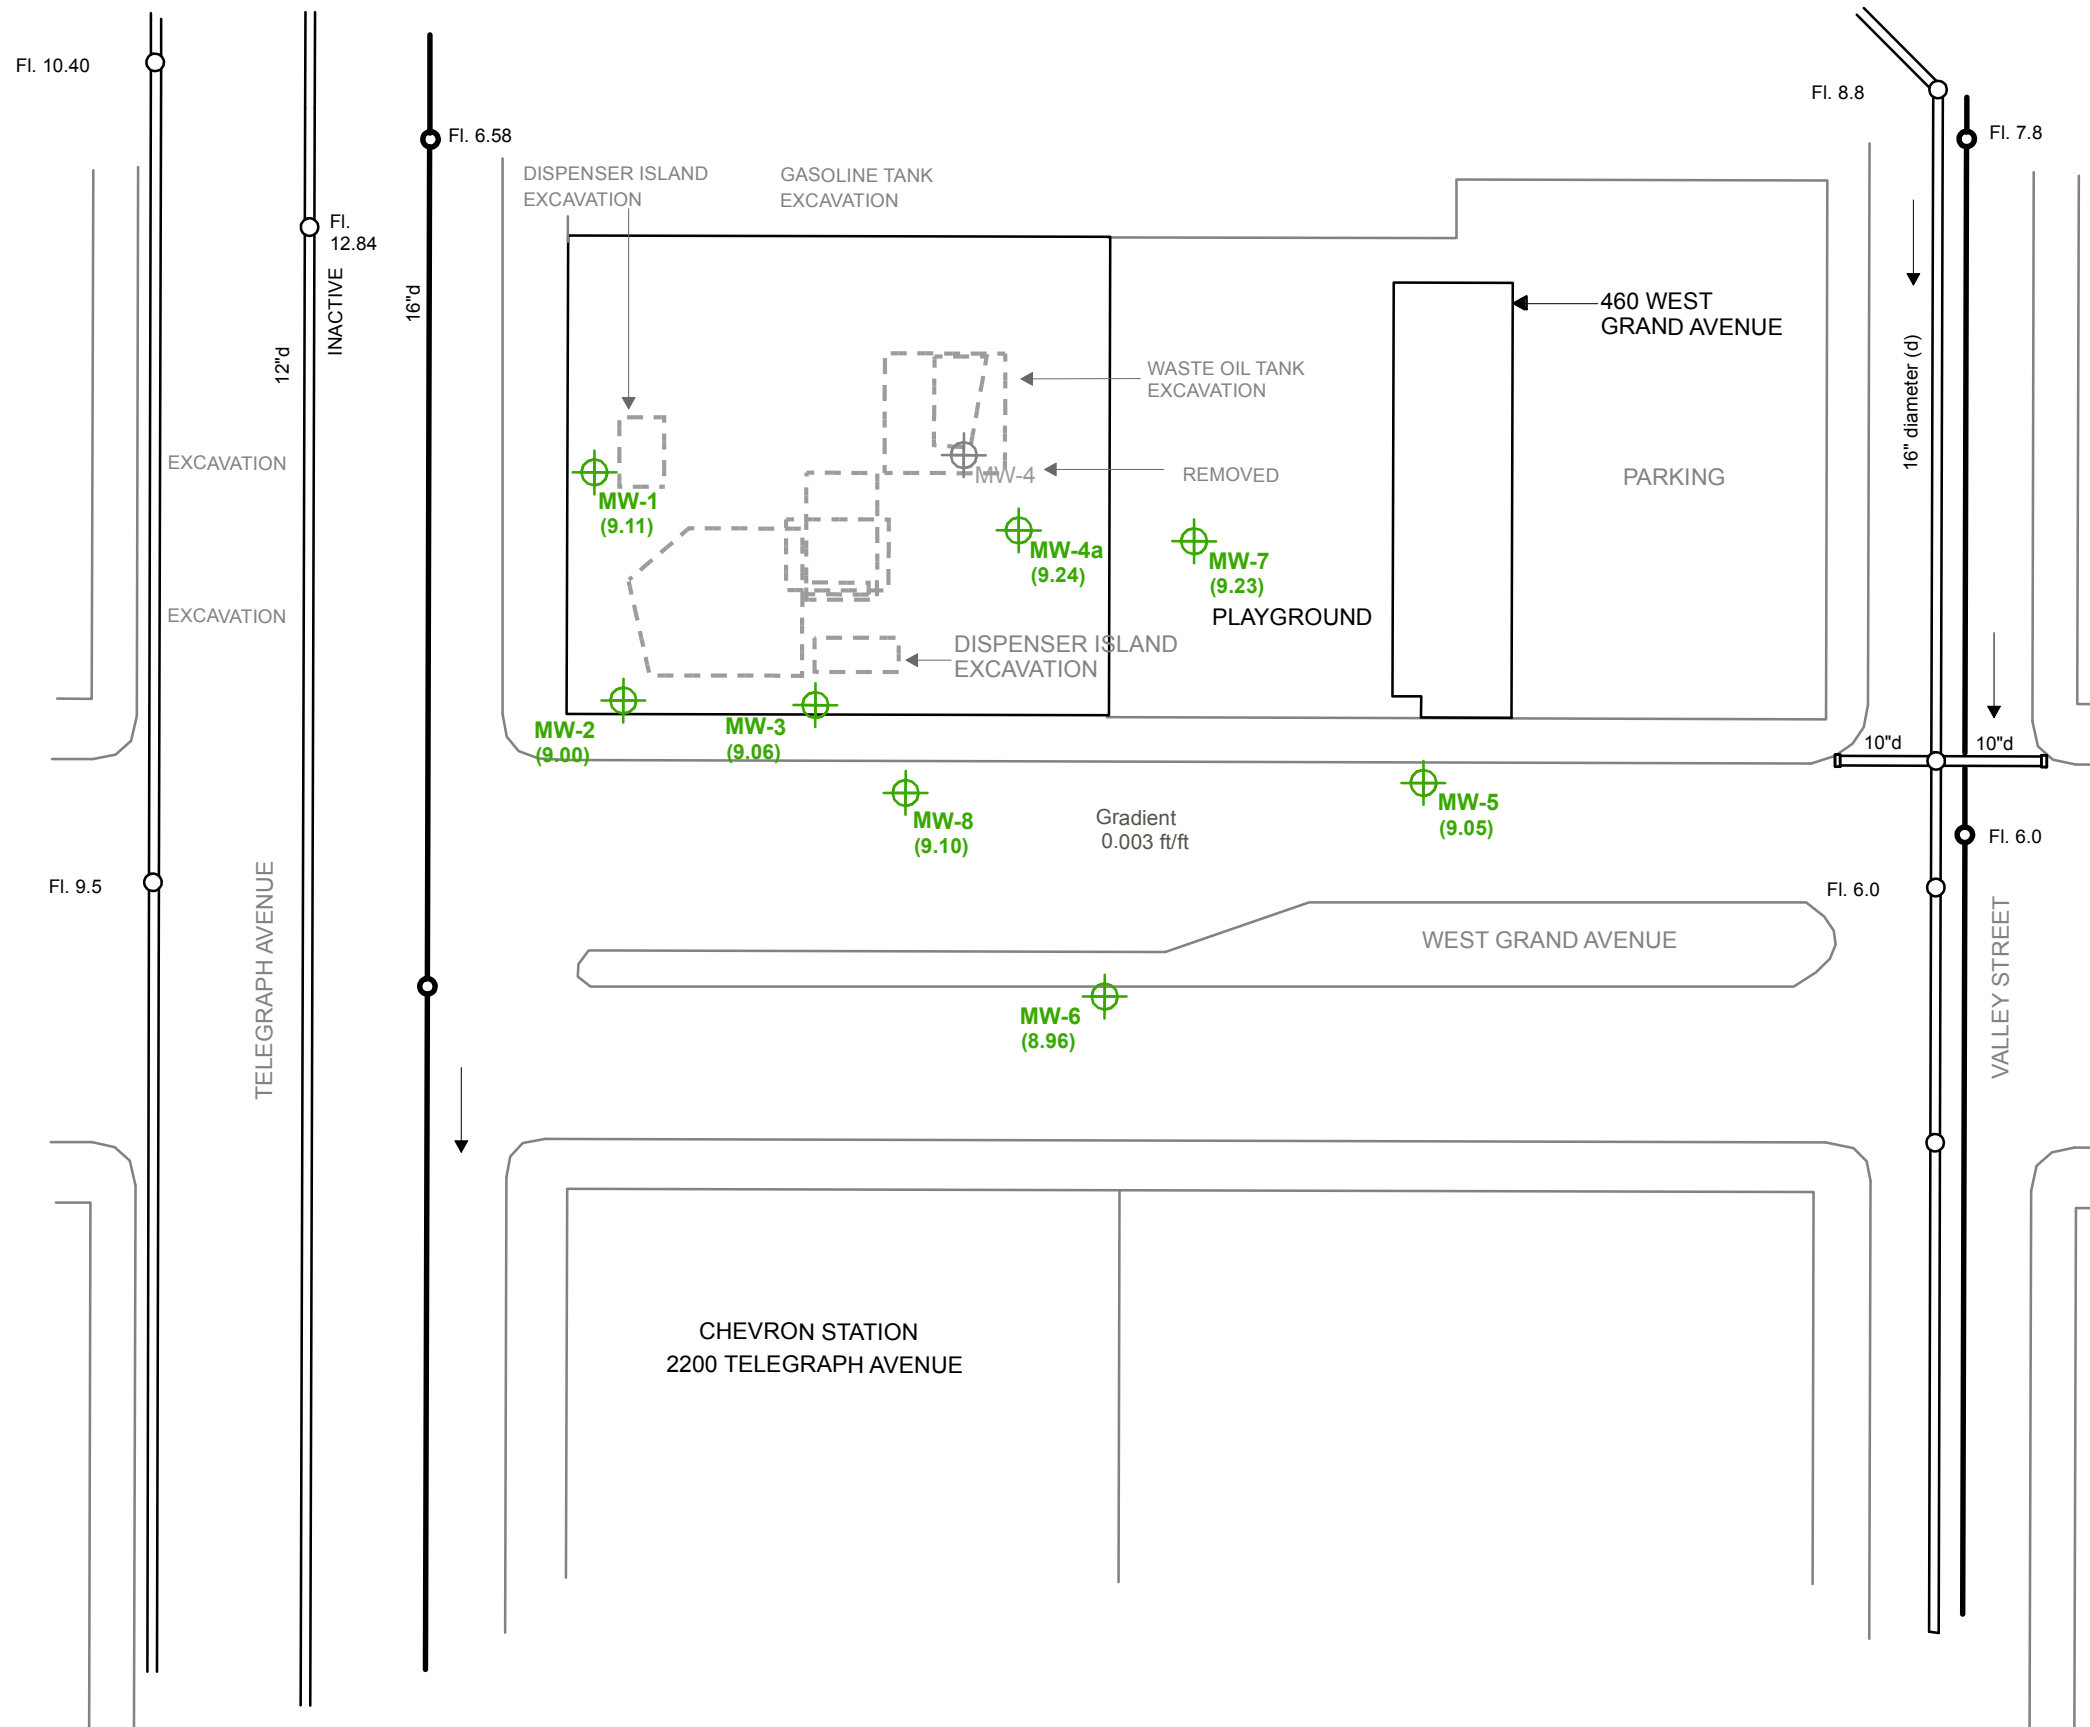 Fl. 10.40
Fl. 8.8
Fl. 6.58
Fl. 7.8
DISPENSER ISLAND
EXCAVATION
GASOLINE TANK
EXCAVATION
Fl.
12.84
INACTIVE
16"d
12"d
460 WEST
GRAND AVENUE
WASTE OIL TANK
EXCAVATION
16" diameter (d)
EXCAVATION
MW-4
REMOVED
PARKING
MW-1
(9.11)
MW-4a
(9.24)
MW-7
(9.23)
EXCAVATION
PLAYGROUND
DISPENSER ISLAND
EXCAVATION
MW-2
(9.00)
MW-3
(9.06)
10"d
10"d
MW-8
(9.10)
Gradient
0.003 ft/ft
MW-5
(9.05)
Fl. 6.0
Fl. 9.5
Fl. 6.0
TELEGRAPH AVENUE
WEST GRAND AVENUE
VALLEY STREET
MW-6
(8.96)
CHEVRON STATION
2200 TELEGRAPH AVENUE